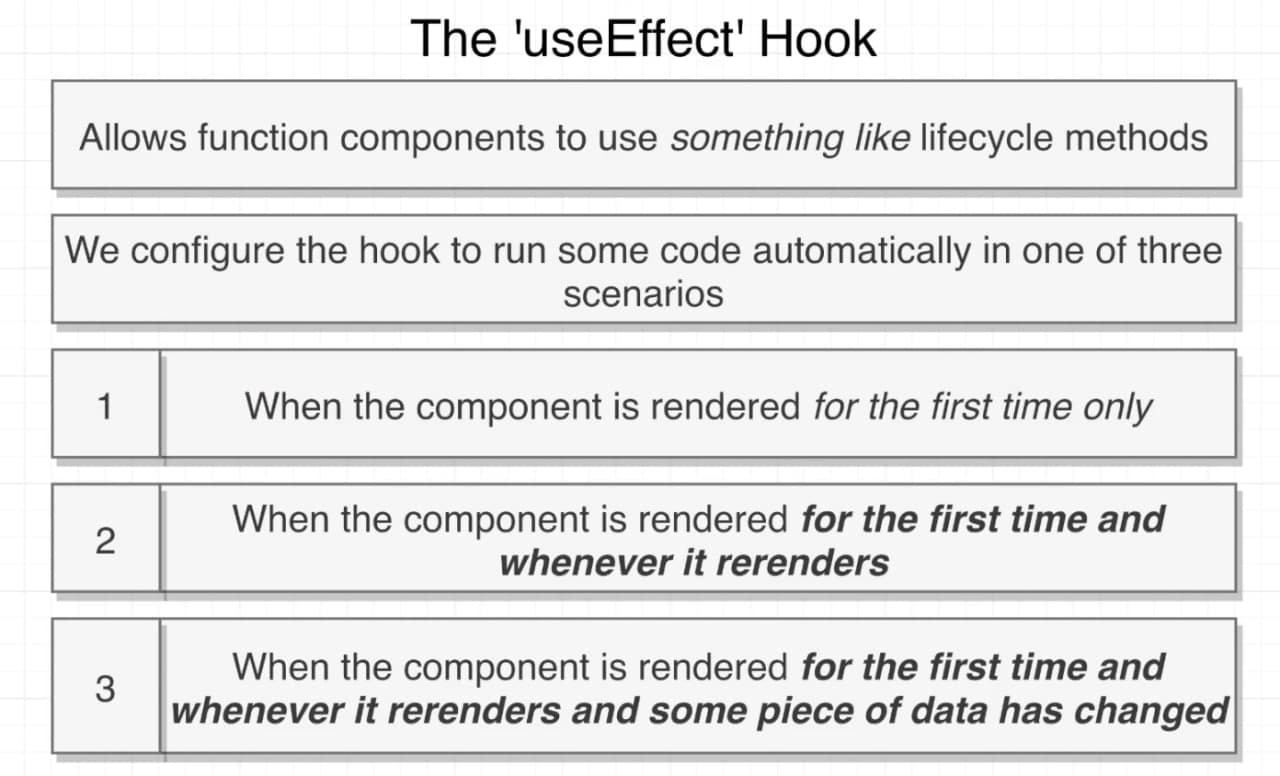 The 'useEffect' Hook
Allows function components to use something like lifecycle methods
We configure the hook to run some code automatically in one of three
scenarios
1
When the component is rendered for the first time only
2
When the component is rendered for the first time and
whenever it rerenders
3
When the component is rendered for the first time and
whenever it rerenders and some piece of data has changed